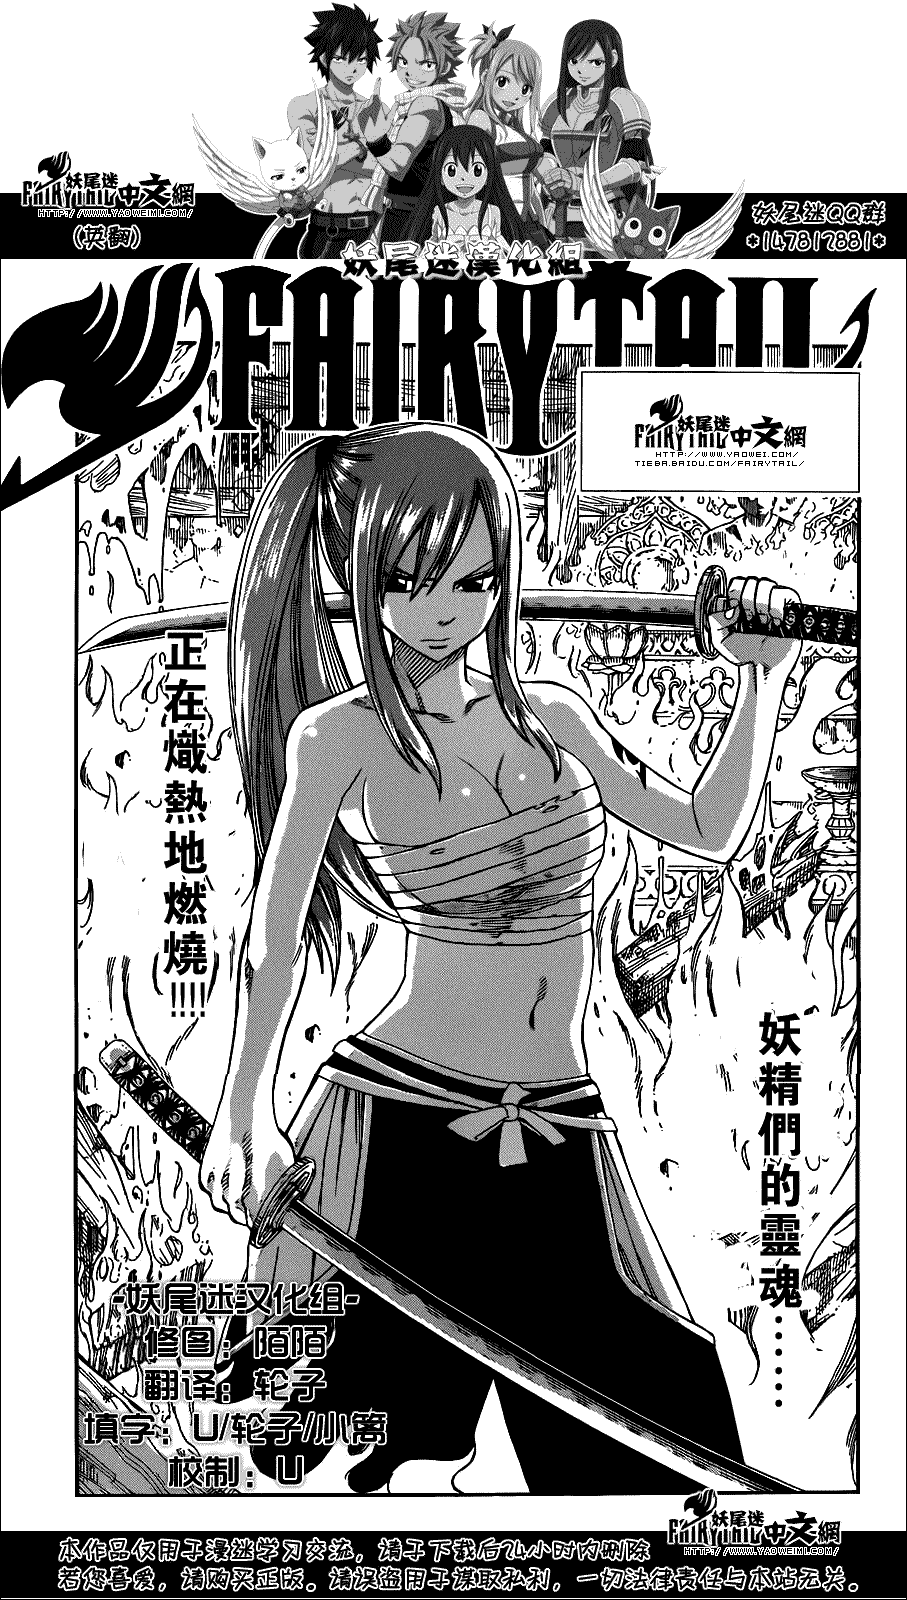 妖尾迷
FAIRYTAIL中文網
HTTP://WWW.YAOWEIMI.COM/
(英翻)
妖尾迷QQ群
*147812881*
妖尾迷漢化組
FAIRYTAIL
妖尾迷
FAIRYTAIL中文網
HTTP://WWW.YAOWEI.COM/
TIEBA.BAIDU.COM/FAIRYTAIL/
妖精們的靈魂……
正在熾熱地燃燒!!!!
-妖尾迷汉化组-
修图：陌陌
翻译：轮子
填字：U/轮子/小篱
校制：U
妖尾迷
FAIRYTAIL中文網
HTTP://WWW.YAOWEIMI.COM/
本作品仅用于漫迷学习交流，请于下载后24小时内删除
若您喜爱，请购买正版。请误盗用于谋取私利，一切法律责任与本站无关。